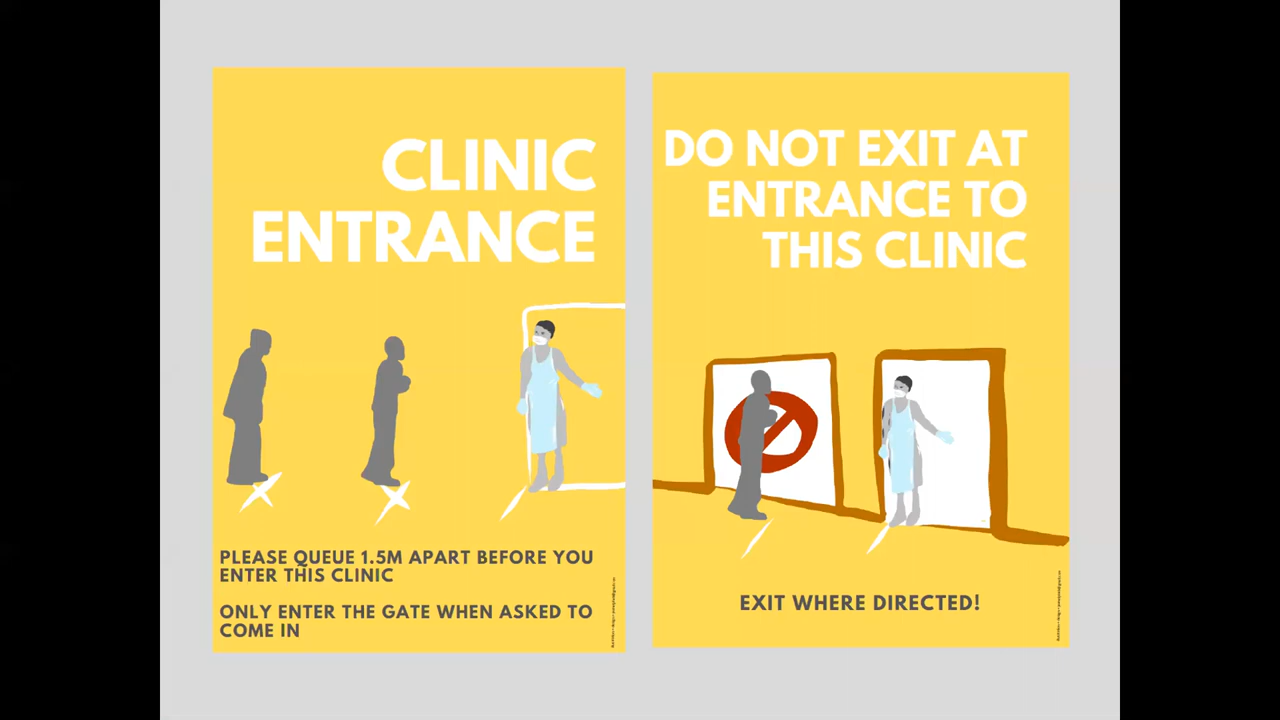 CLINIC
ENTRANCE
PLEASE QUEUE 1.5M APART BEFORE YOU
ENTER THIS CLINIC
ONLY ENTER THE GATE WHEN ASKED TO
COME IN
DO NOT EXIT AT
ENTRANCE TO
THIS CLINIC
EXIT WHERE DIRECTED!